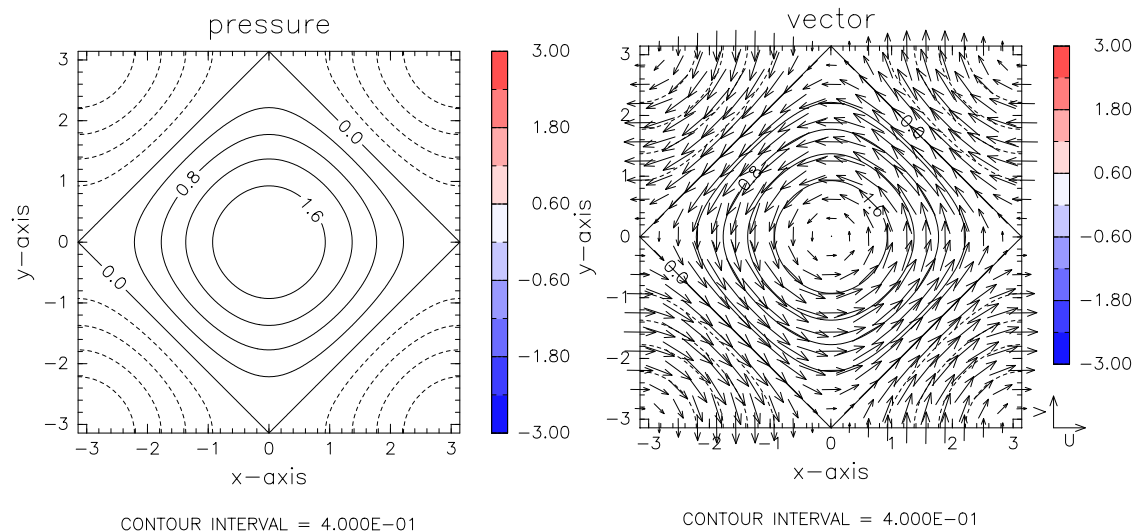 pressure
3
2
1
0
−1
−2
−3
y−axis
0.0
0.8
1.6
0.0
−3 −2 −1 0 1 2 3
x−axis
CONTOUR INTERVAL = 4.000E−01
3.00
1.80
0.60
−0.60
−1.80
−3.00
vector
3
2
1
0
−1
−2
−3
y−axis
0.0
0.8
1.6
0.0
−3 −2 −1 0 1 2 3
x−axis
CONTOUR INTERVAL = 4.000E−01
3.00
1.80
0.60
−0.60
−1.80
−3.00
V
U